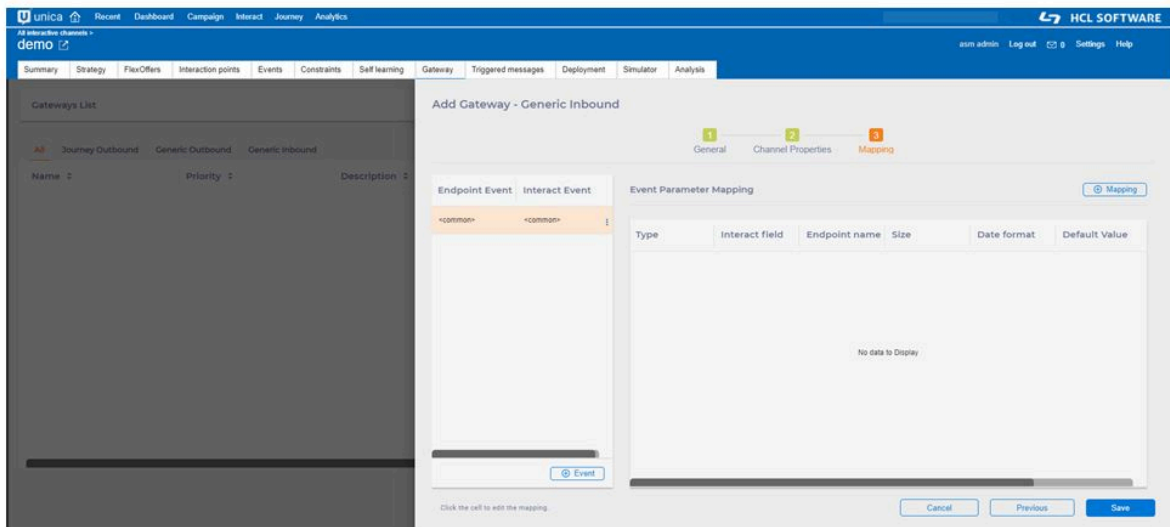 unica Recent Dashboard Campaign Interact Journey Analytics HCL SOFTWARE
All interactive channels >
demo asm admin Log out 0 Settings Help
Summary Strategy FlexOffers Interaction points Events Constraints Self learning Gateway Triggered messages Deployment Simulator Analysis
Gateways List
All Journey Outbound Generic Outbound Generic Inbound
Name Priority Description
Add Gateway - Generic Inbound
1 2 3
General Channel Properties Mapping
Endpoint Event Interact Event
<common> <common>
Event
Event Parameter Mapping Mapping
Type Interact field Endpoint name Size Date format Default Value
No data to Display
Click the cell to edit the mapping.
Cancel Previous Save